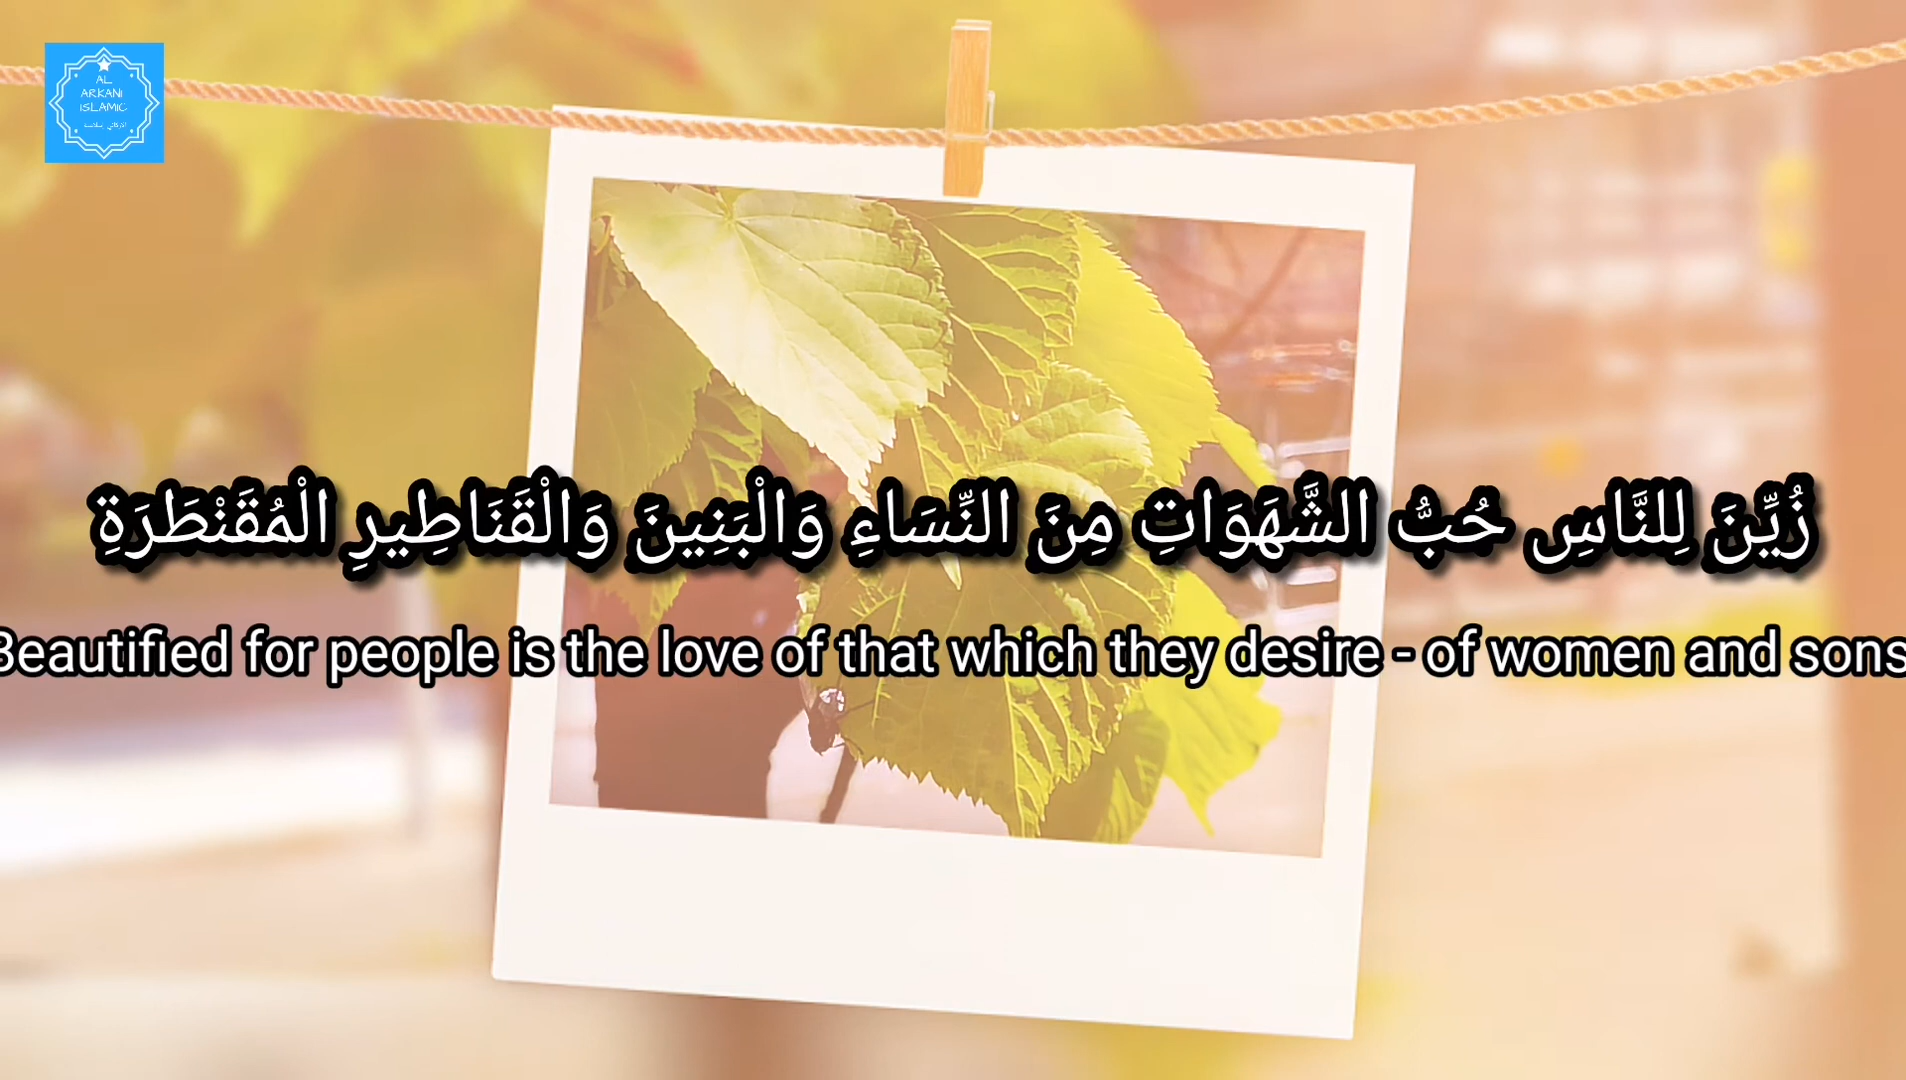 AL
ARKANI
ISLAMIC
زُيِّنَ لِلنَّاسِ حُبُّ الشَّهَوَاتِ مِنَ النِّسَاءِ وَالْبَنِينَ وَالْقَنَاطِيرِ الْمُقَنْطَرَةِ
Beautified for people is the love of that which they desire - of women and sons